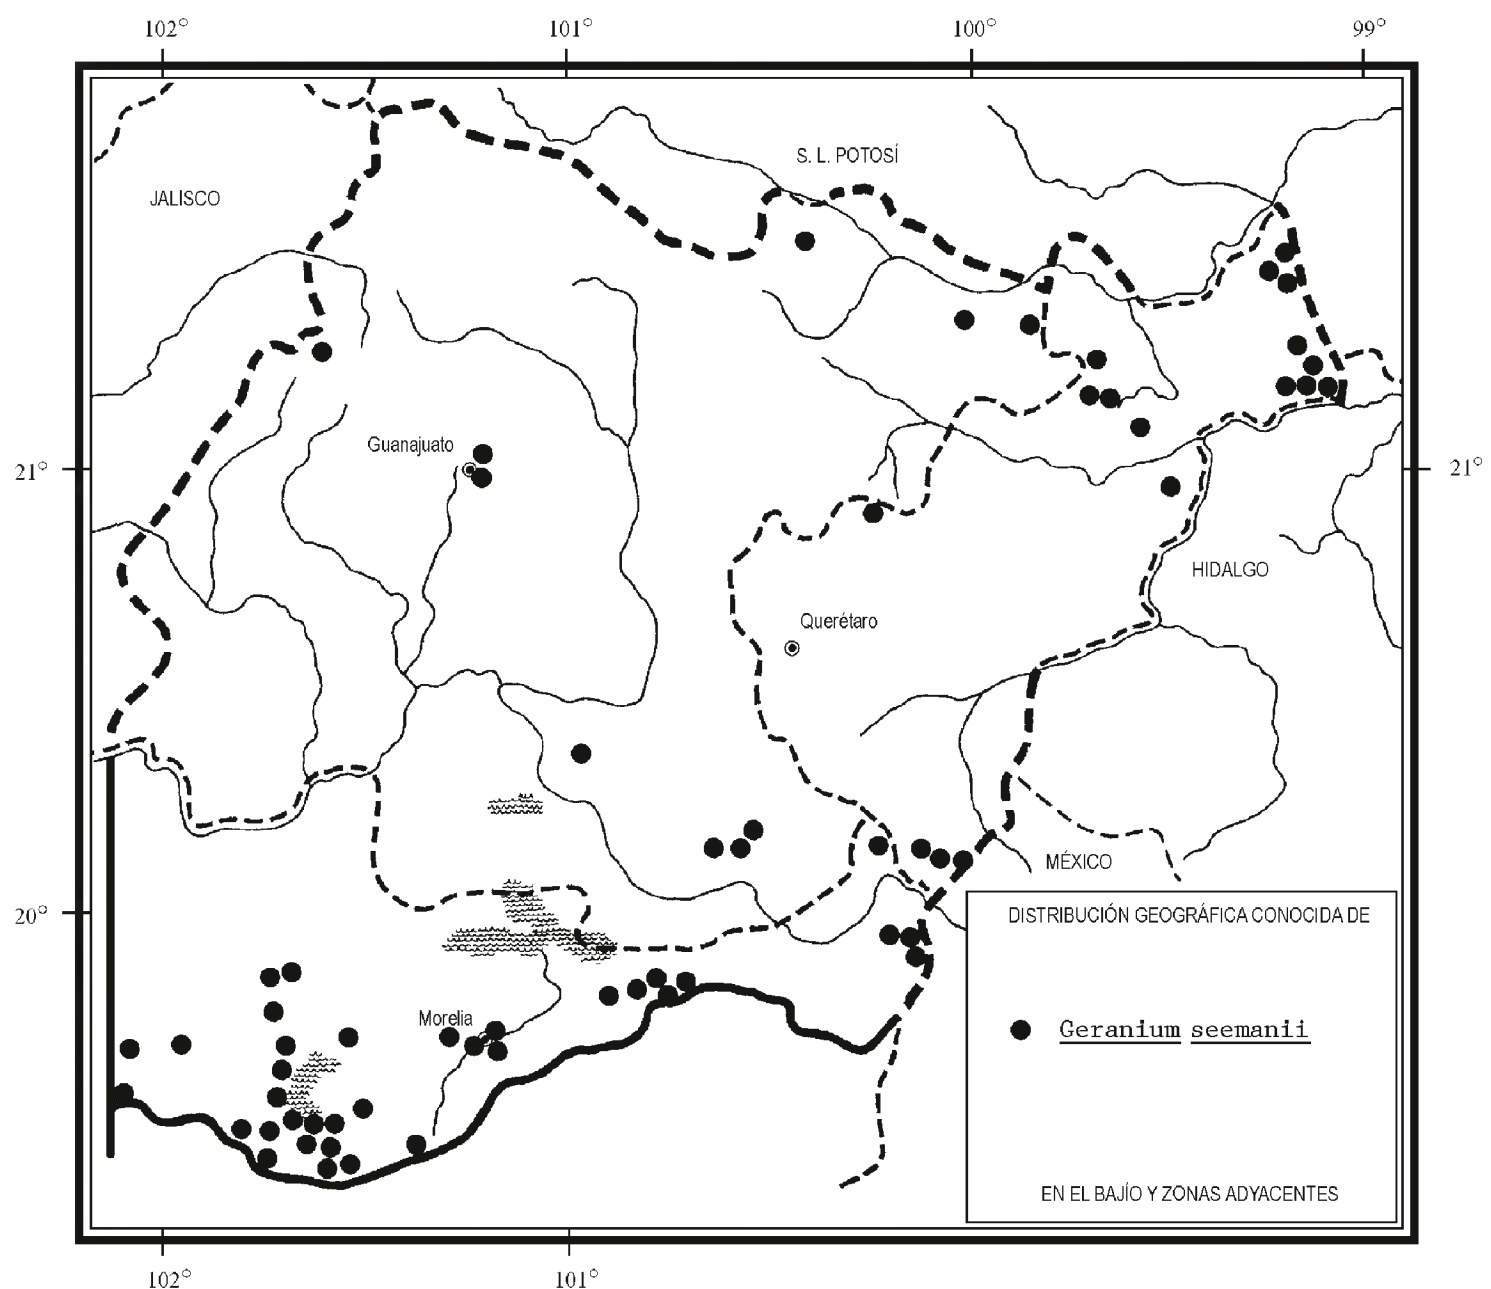 102° 101° 100° 99°
S. L. POTOSÍ
JALISCO
Guanajuato
21° 21°
HIDALGO
Querétaro
MÉXICO
20°
DISTRIBUCIÓN GEOGRÁFICA CONOCIDA DE
Morelia
Geranium seemanii
EN EL BAJÍO Y ZONAS ADYACENTES
102° 101°